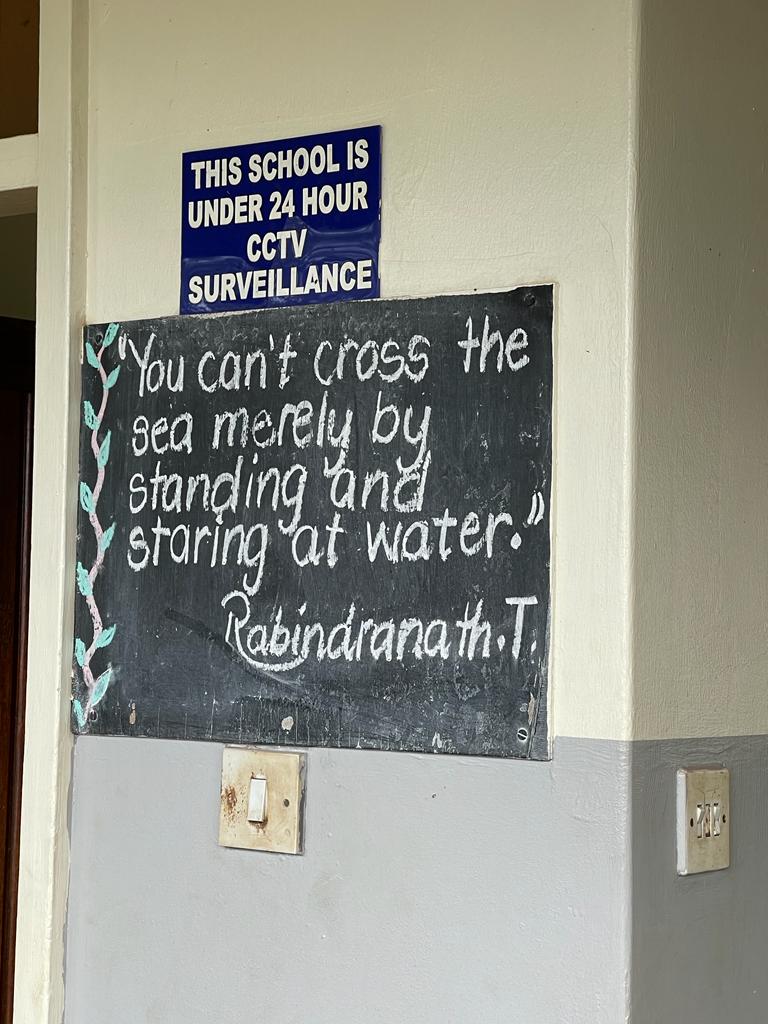 THIS SCHOOL IS
UNDER 24 HOUR
CCTV
SURVEILLANCE
"You can't cross the
sea merely by
standing and
staring at water."
Rabindranath.T.